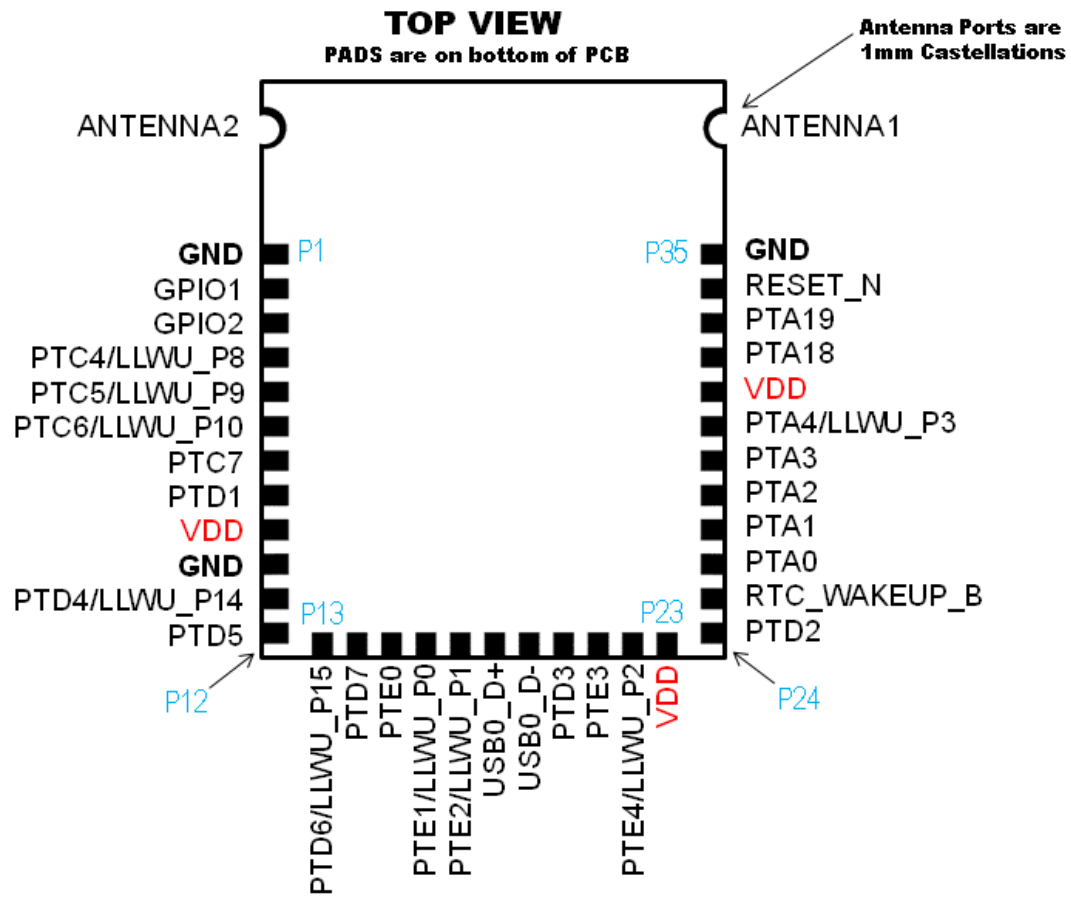 TOP VIEW
PADS are on bottom of PCB
Antenna Ports are
1mm Castellations
ANTENNA2
ANTENNA1
GND
P1
P35
GND
GPIO1
RESET_N
GPIO2
PTA19
PTC4/LLWU_P8
PTA18
PTC5/LLWU_P9
VDD
PTC6/LLWU_P10
PTA4/LLWU_P3
PTC7
PTA3
PTD1
PTA2
VDD
PTA1
GND
PTA0
PTD4/LLWU_P14
P13
P23
RTC_WAKEUP_B
PTD5
PTD2
P12
P24
PTD6/LLWU_P15
PTD7
PTE0
PTE1/LLWU_P0
PTE2/LLWU_P1
USB0_D+
USB0_D-
PTD3
PTE3
PTE4/LLWU_P2
VDD